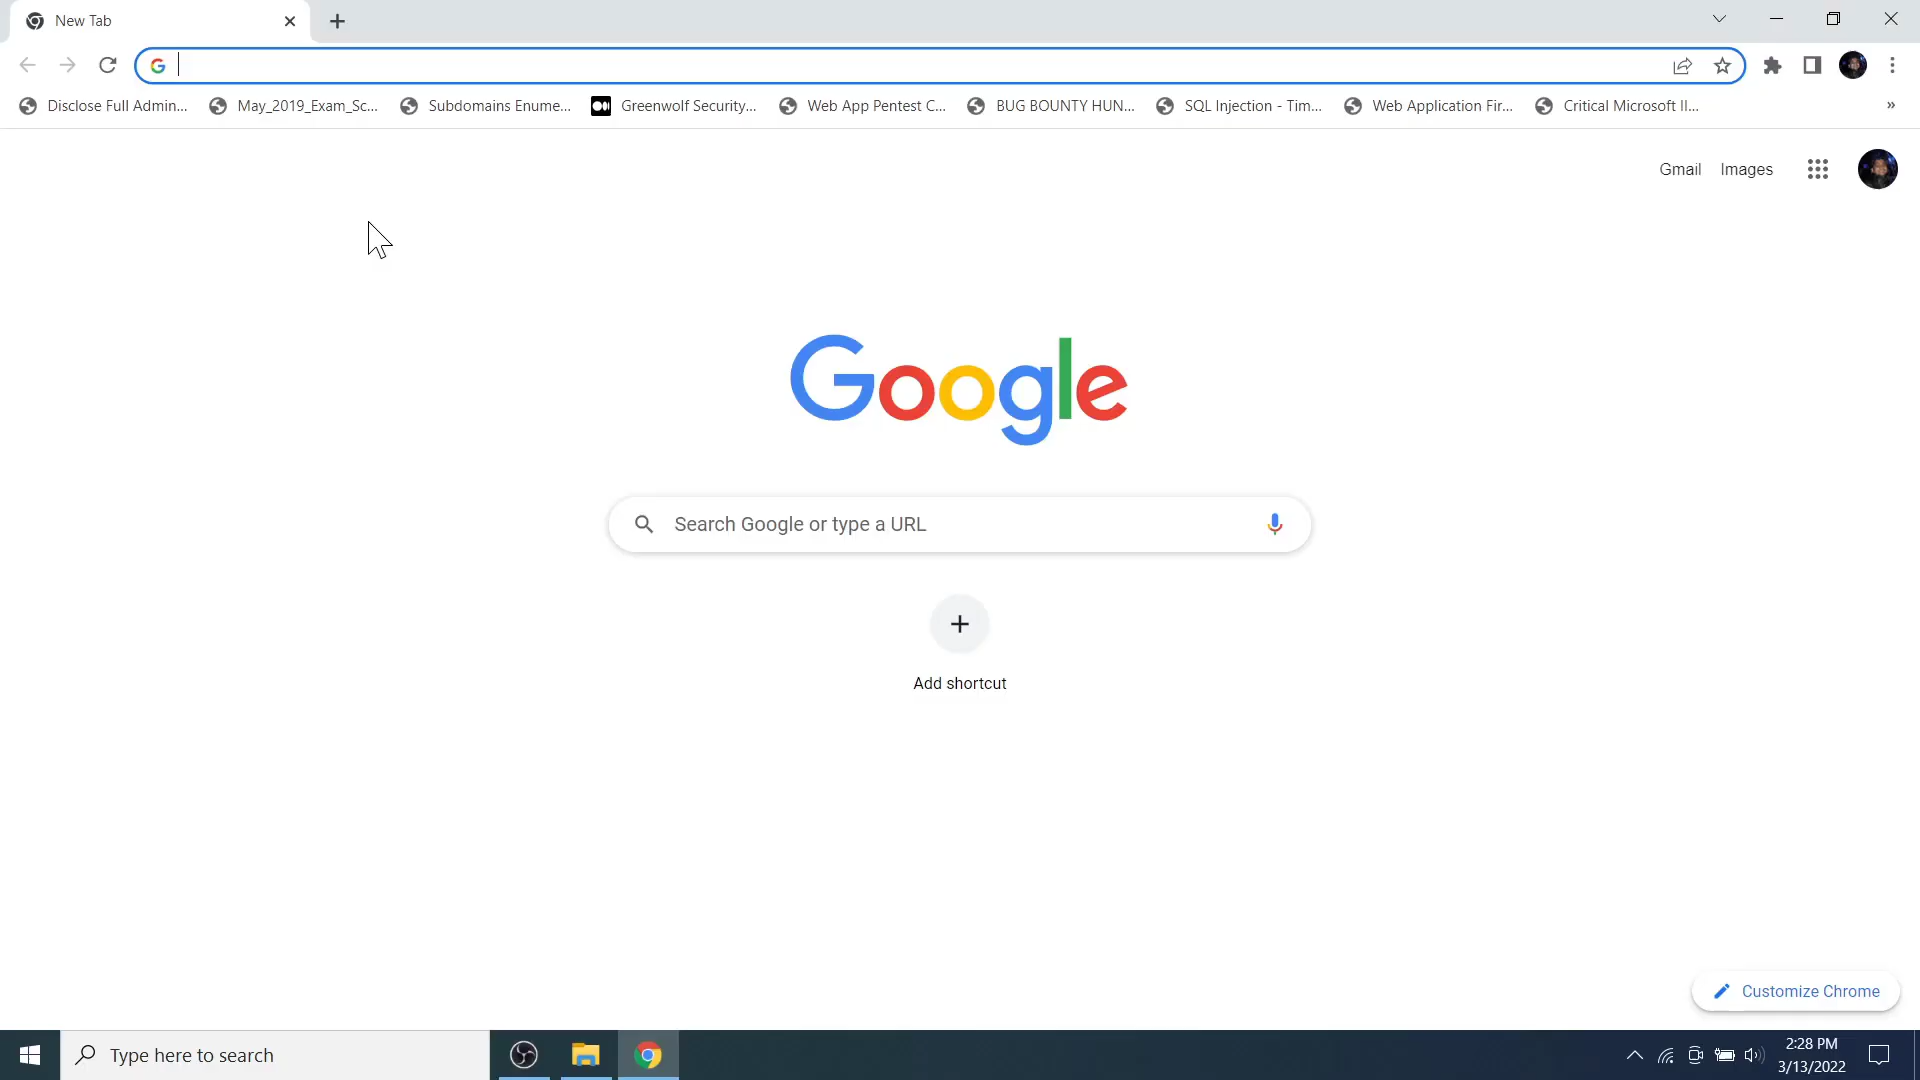 New Tab
Disclose Full Admin...
May_2019_Exam_Sc...
Subdomains Enume...
Greenwolf Security...
Web App Pentest C...
BUG BOUNTY HUN...
SQL Injection - Tim...
Web Application Fir...
Critical Microsoft II...
Gmail
Images
Google
Search Google or type a URL
Add shortcut
Customize Chrome
Type here to search
2:28 PM
3/13/2022